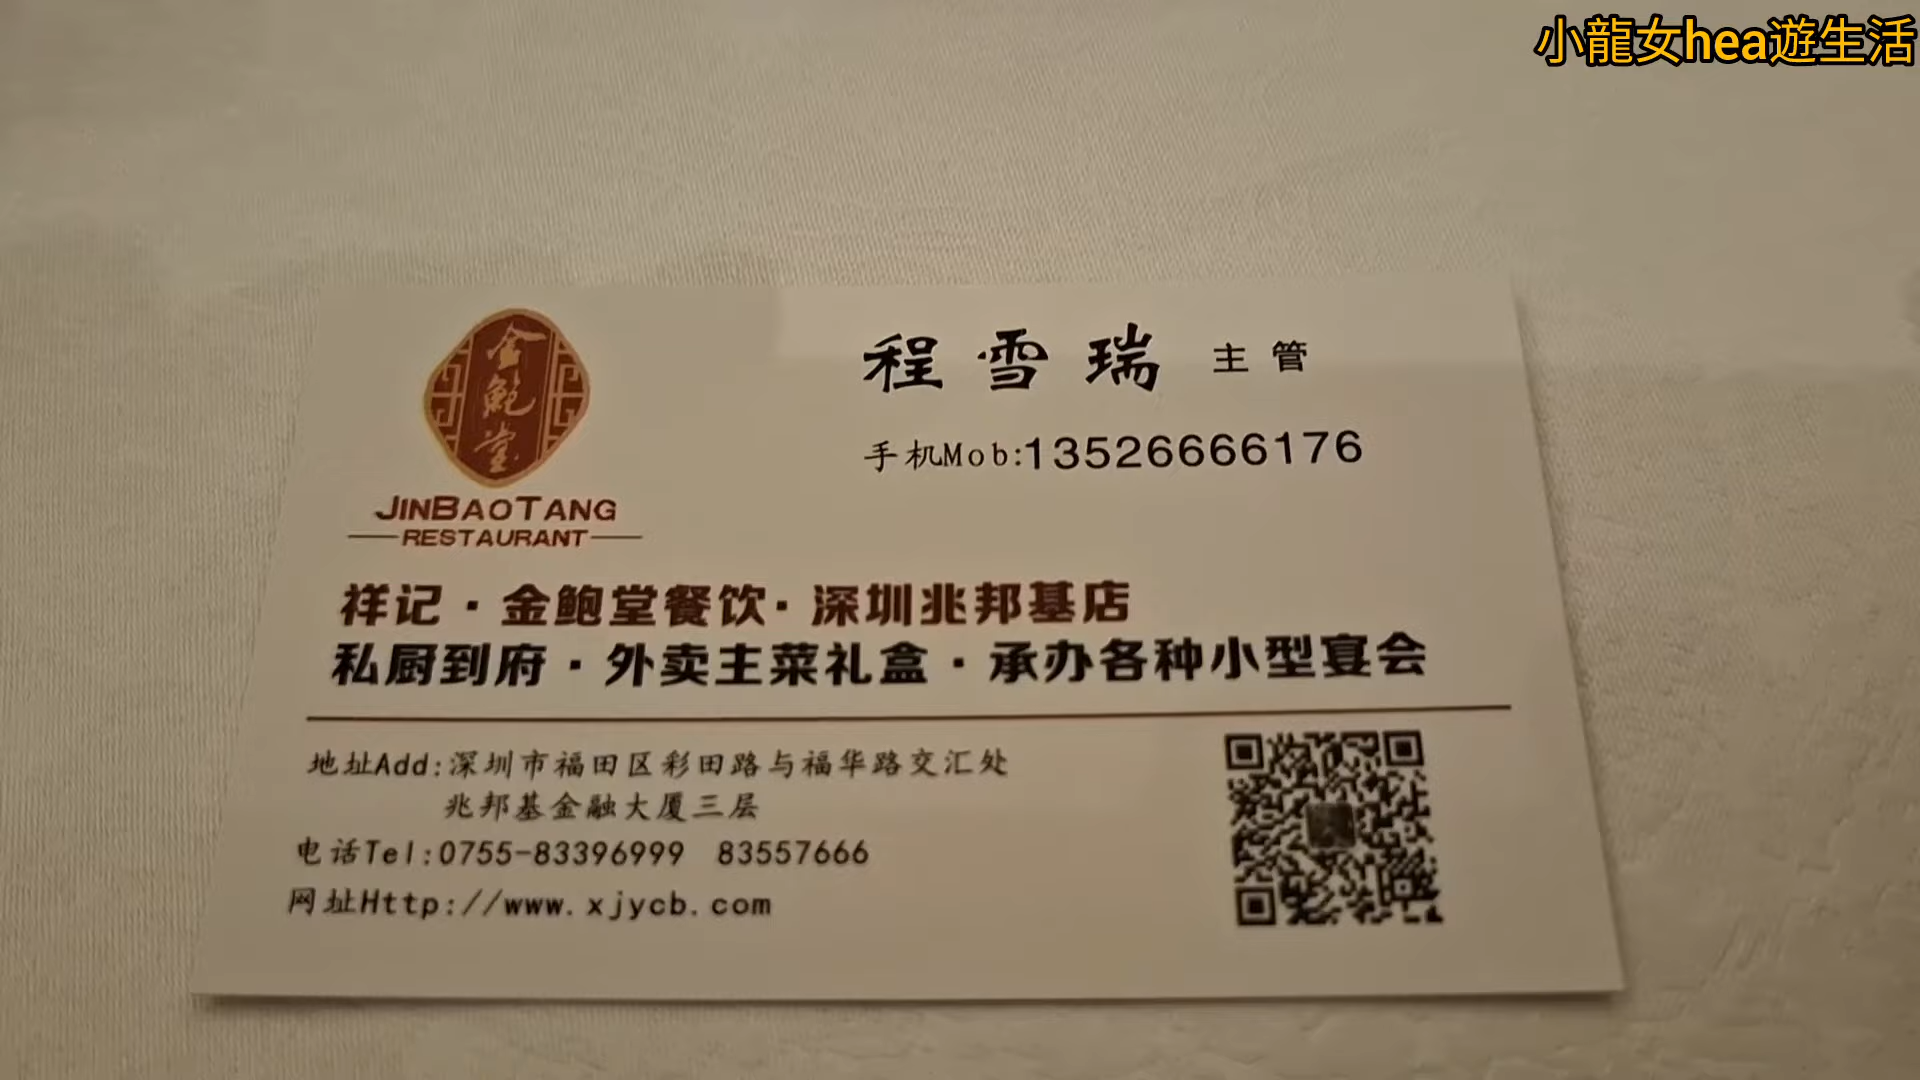 小龍女hea遊生活
金鲍堂
JINBAOTANG
RESTAURANT
程雪瑞 主管
手机Mob:13526666176
祥记·金鲍堂餐饮·深圳兆邦基店
私厨到府·外卖主菜礼盒·承办各种小型宴会
地址Add:深圳市福田区彩田路与福华路交汇处
兆邦基金融大厦三层
电话Tel:0755-83396999 83557666
网址Http://www.xjycb.com